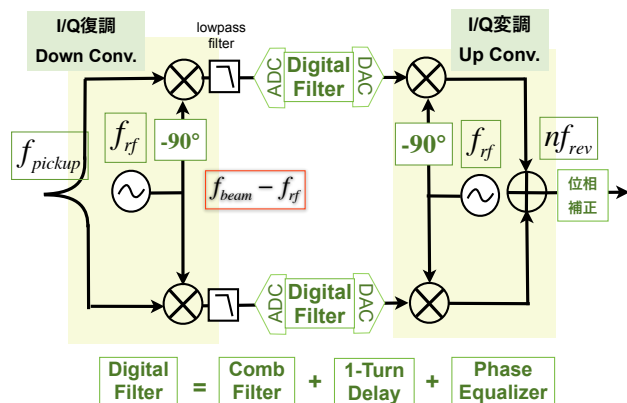 I/Q復調
Down Conv.
lowpass
filter
ADC
Digital
Filter
DAC
I/Q変調
Up Conv.
f_pickup
f_rf
-90°
f_beam − f_rf
-90°
f_rf
nf_rev
位相
補正
ADC
Digital
Filter
DAC
Digital
Filter
=
Comb
Filter
+
1-Turn
Delay
+
Phase
Equalizer